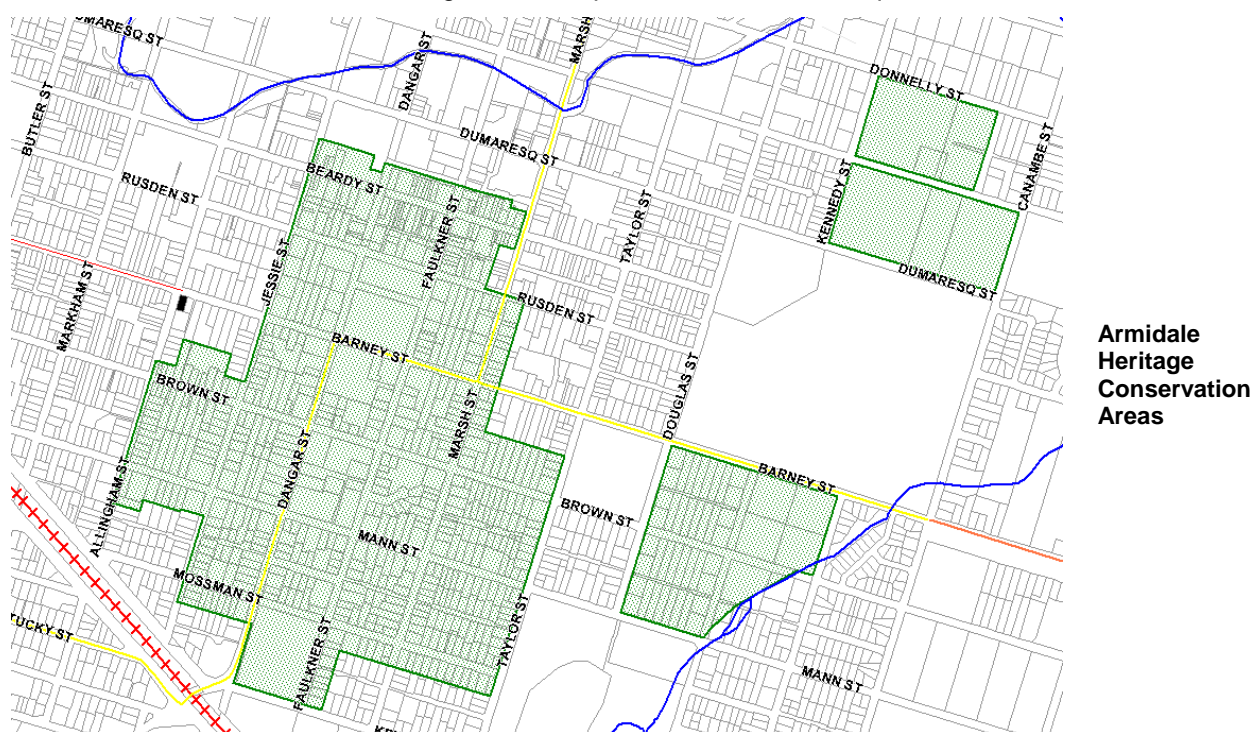 MARSH
DUMARESQ ST
DANGAR ST
DONNELLY ST
BUTLER ST
DUMARESQ ST
CANAMBE ST
BEARDY ST
RUSDEN ST
KENNEDY ST
TAYLOR ST
FAULKNER ST
JESSIE ST
DUMARESQ ST
MARKHAM ST
RUSDEN ST
BARNEY ST
Armidale
Heritage
Conservation
Areas
BROWN ST
MARSH ST
DOUGLAS ST
DANGAR ST
BARNEY ST
ALLINGHAM ST
BROWN ST
MANN ST
MOSSMAN ST
TUCKY ST
TAYLOR ST
FAULKNER ST
MANN ST